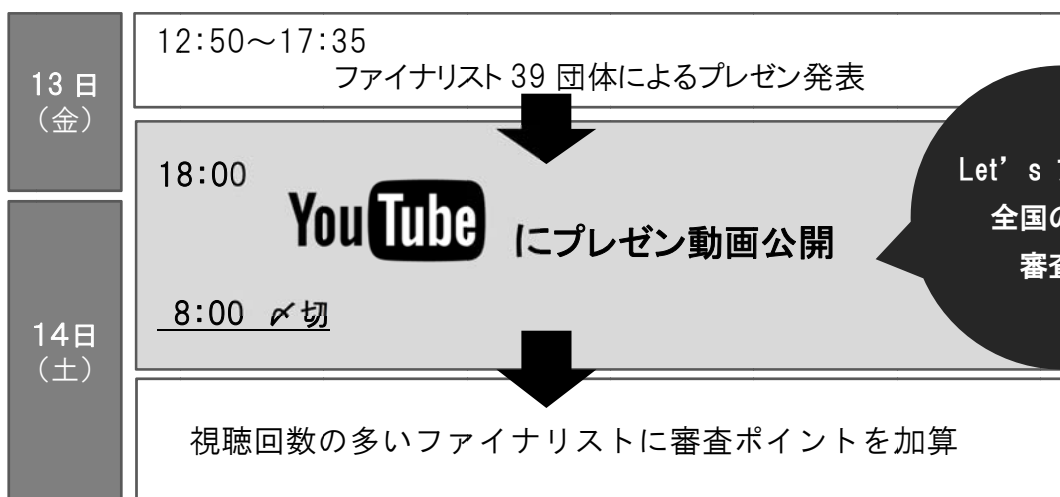 13日
（金）
12:50～17:35
ファイナリスト 39 団体によるプレゼン発表
18:00
YouTube にプレゼン動画公開
8:00 〆切
Let’s
全国の
審査
14日
（土）
視聴回数の多いファイナリストに審査ポイントを加算